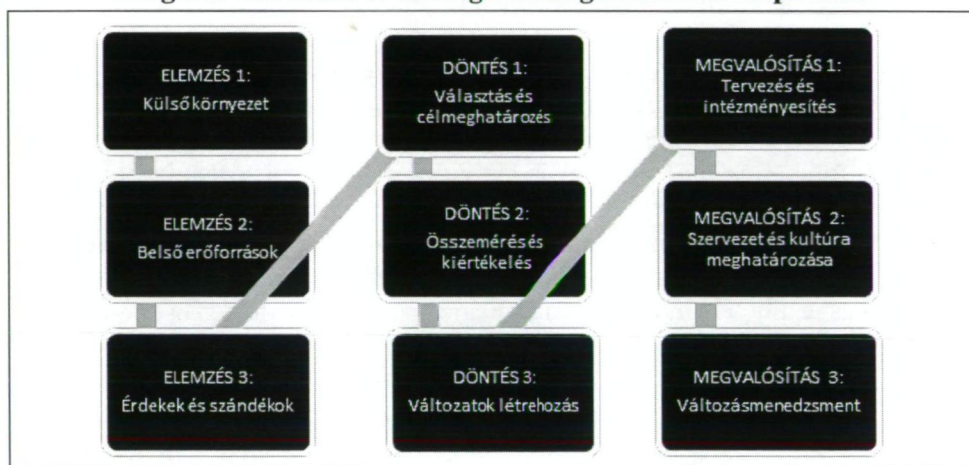 ELEMZÉS 1:
Külső környezet
ELEMZÉS 2:
Belső erőforrások
ELEMZÉS 3:
Érdekek és szándékok
DÖNTÉS 1:
Választás és
célmeghatározés
DÖNTÉS 2:
Összemérés és
kiértékelés
DÖNTÉS 3:
Változatok létrehozás
MEGVALÓSÍTÁS 1:
Tervezés és
intézményesítés
MEGVALÓSÍTÁS 2:
Szervezet és kultúra
meghatározása
MEGVALÓSÍTÁS 3:
Változásmenedzsment